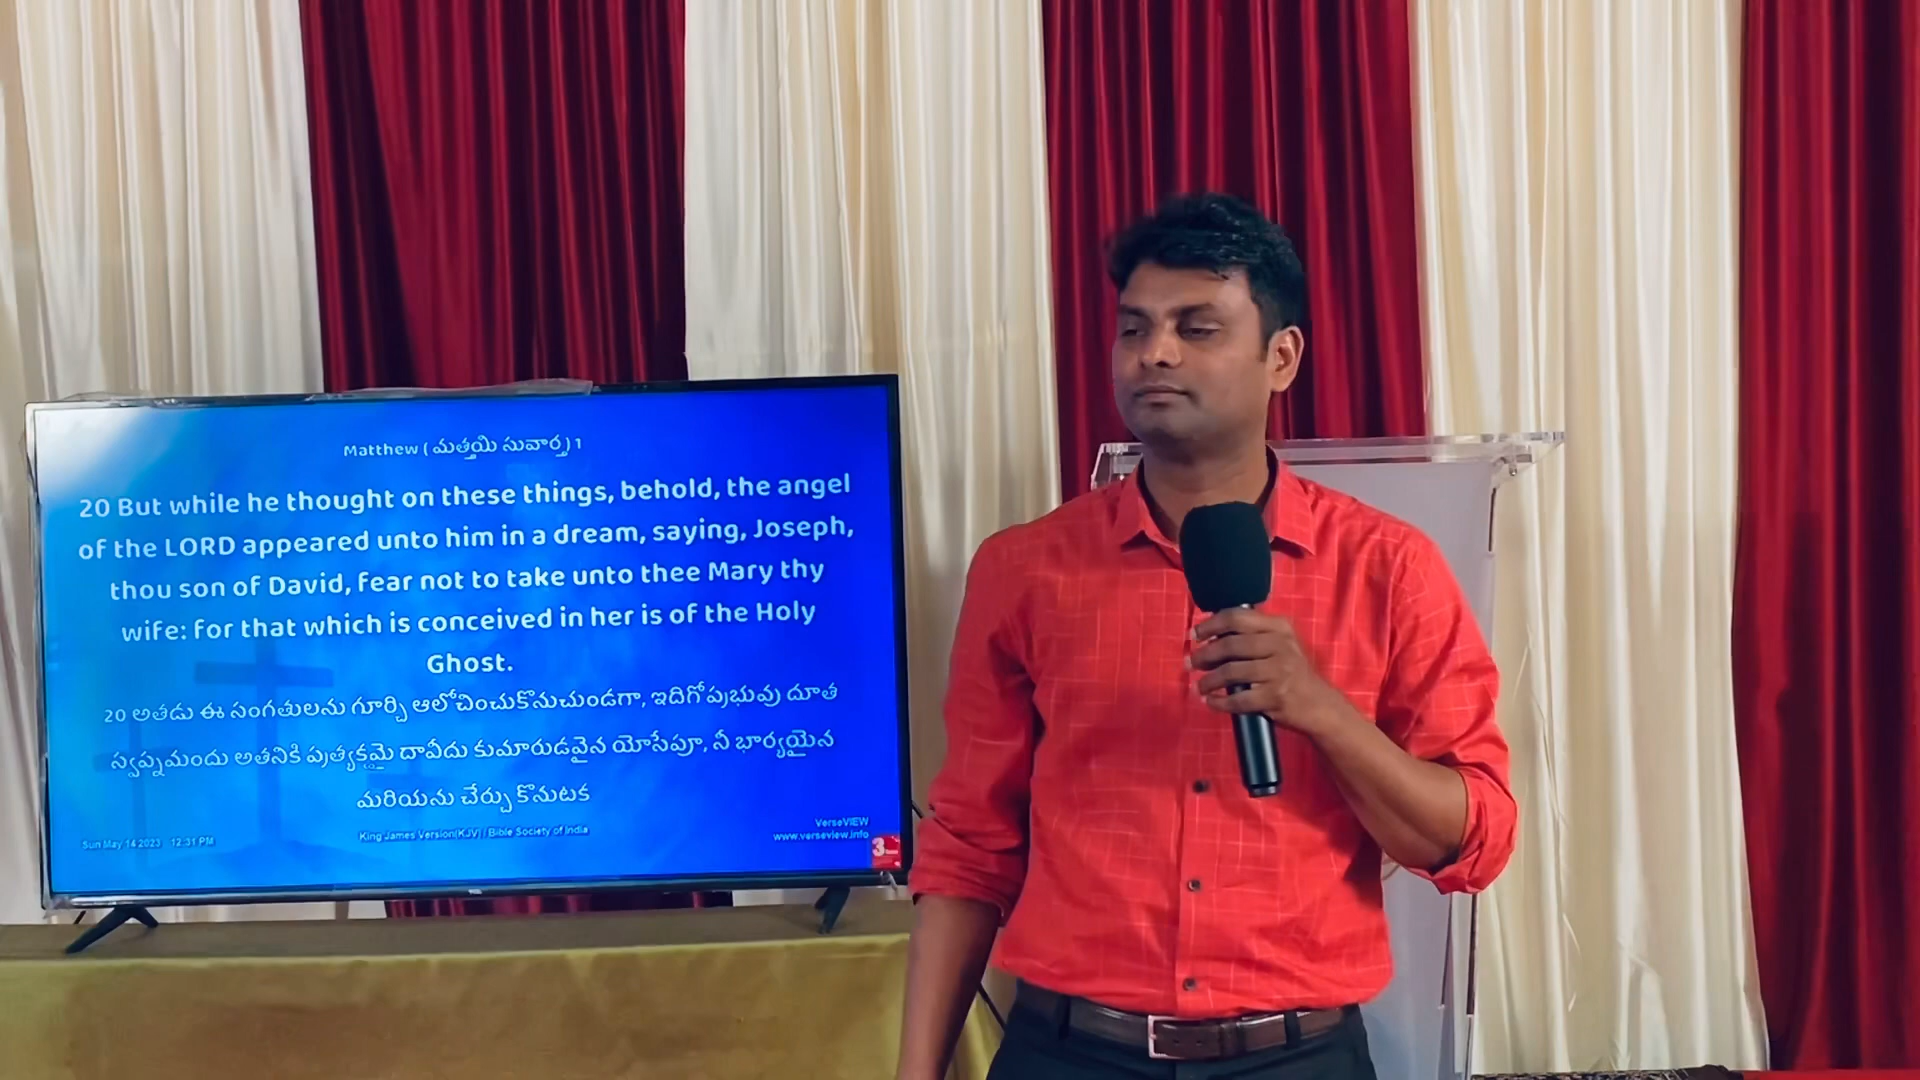 Matthew ( మత్తయి సువార్త ) 1
20 But while he thought on these things, behold, the angel
of the LORD appeared unto him in a dream, saying, Joseph,
thou son of David, fear not to take unto thee Mary thy
wife: for that which is conceived in her is of the Holy
Ghost.
20 అతడు ఈ సంగతులను గూర్చి ఆలోచించుకొనుచుండగా, ఇదిగో ప్రభువు దూత
స్వప్నమందు అతనికి ప్రత్యక్షమై దావీదు కుమారుడవైన యోసేపూ, నీ భార్యయైన
మరియను చేర్చు కొనుటక
Sun May 14 2023 12:31 PM
King James Version(KJV) / Bible Society of India
VerseVIEW
www.verseview.info
3